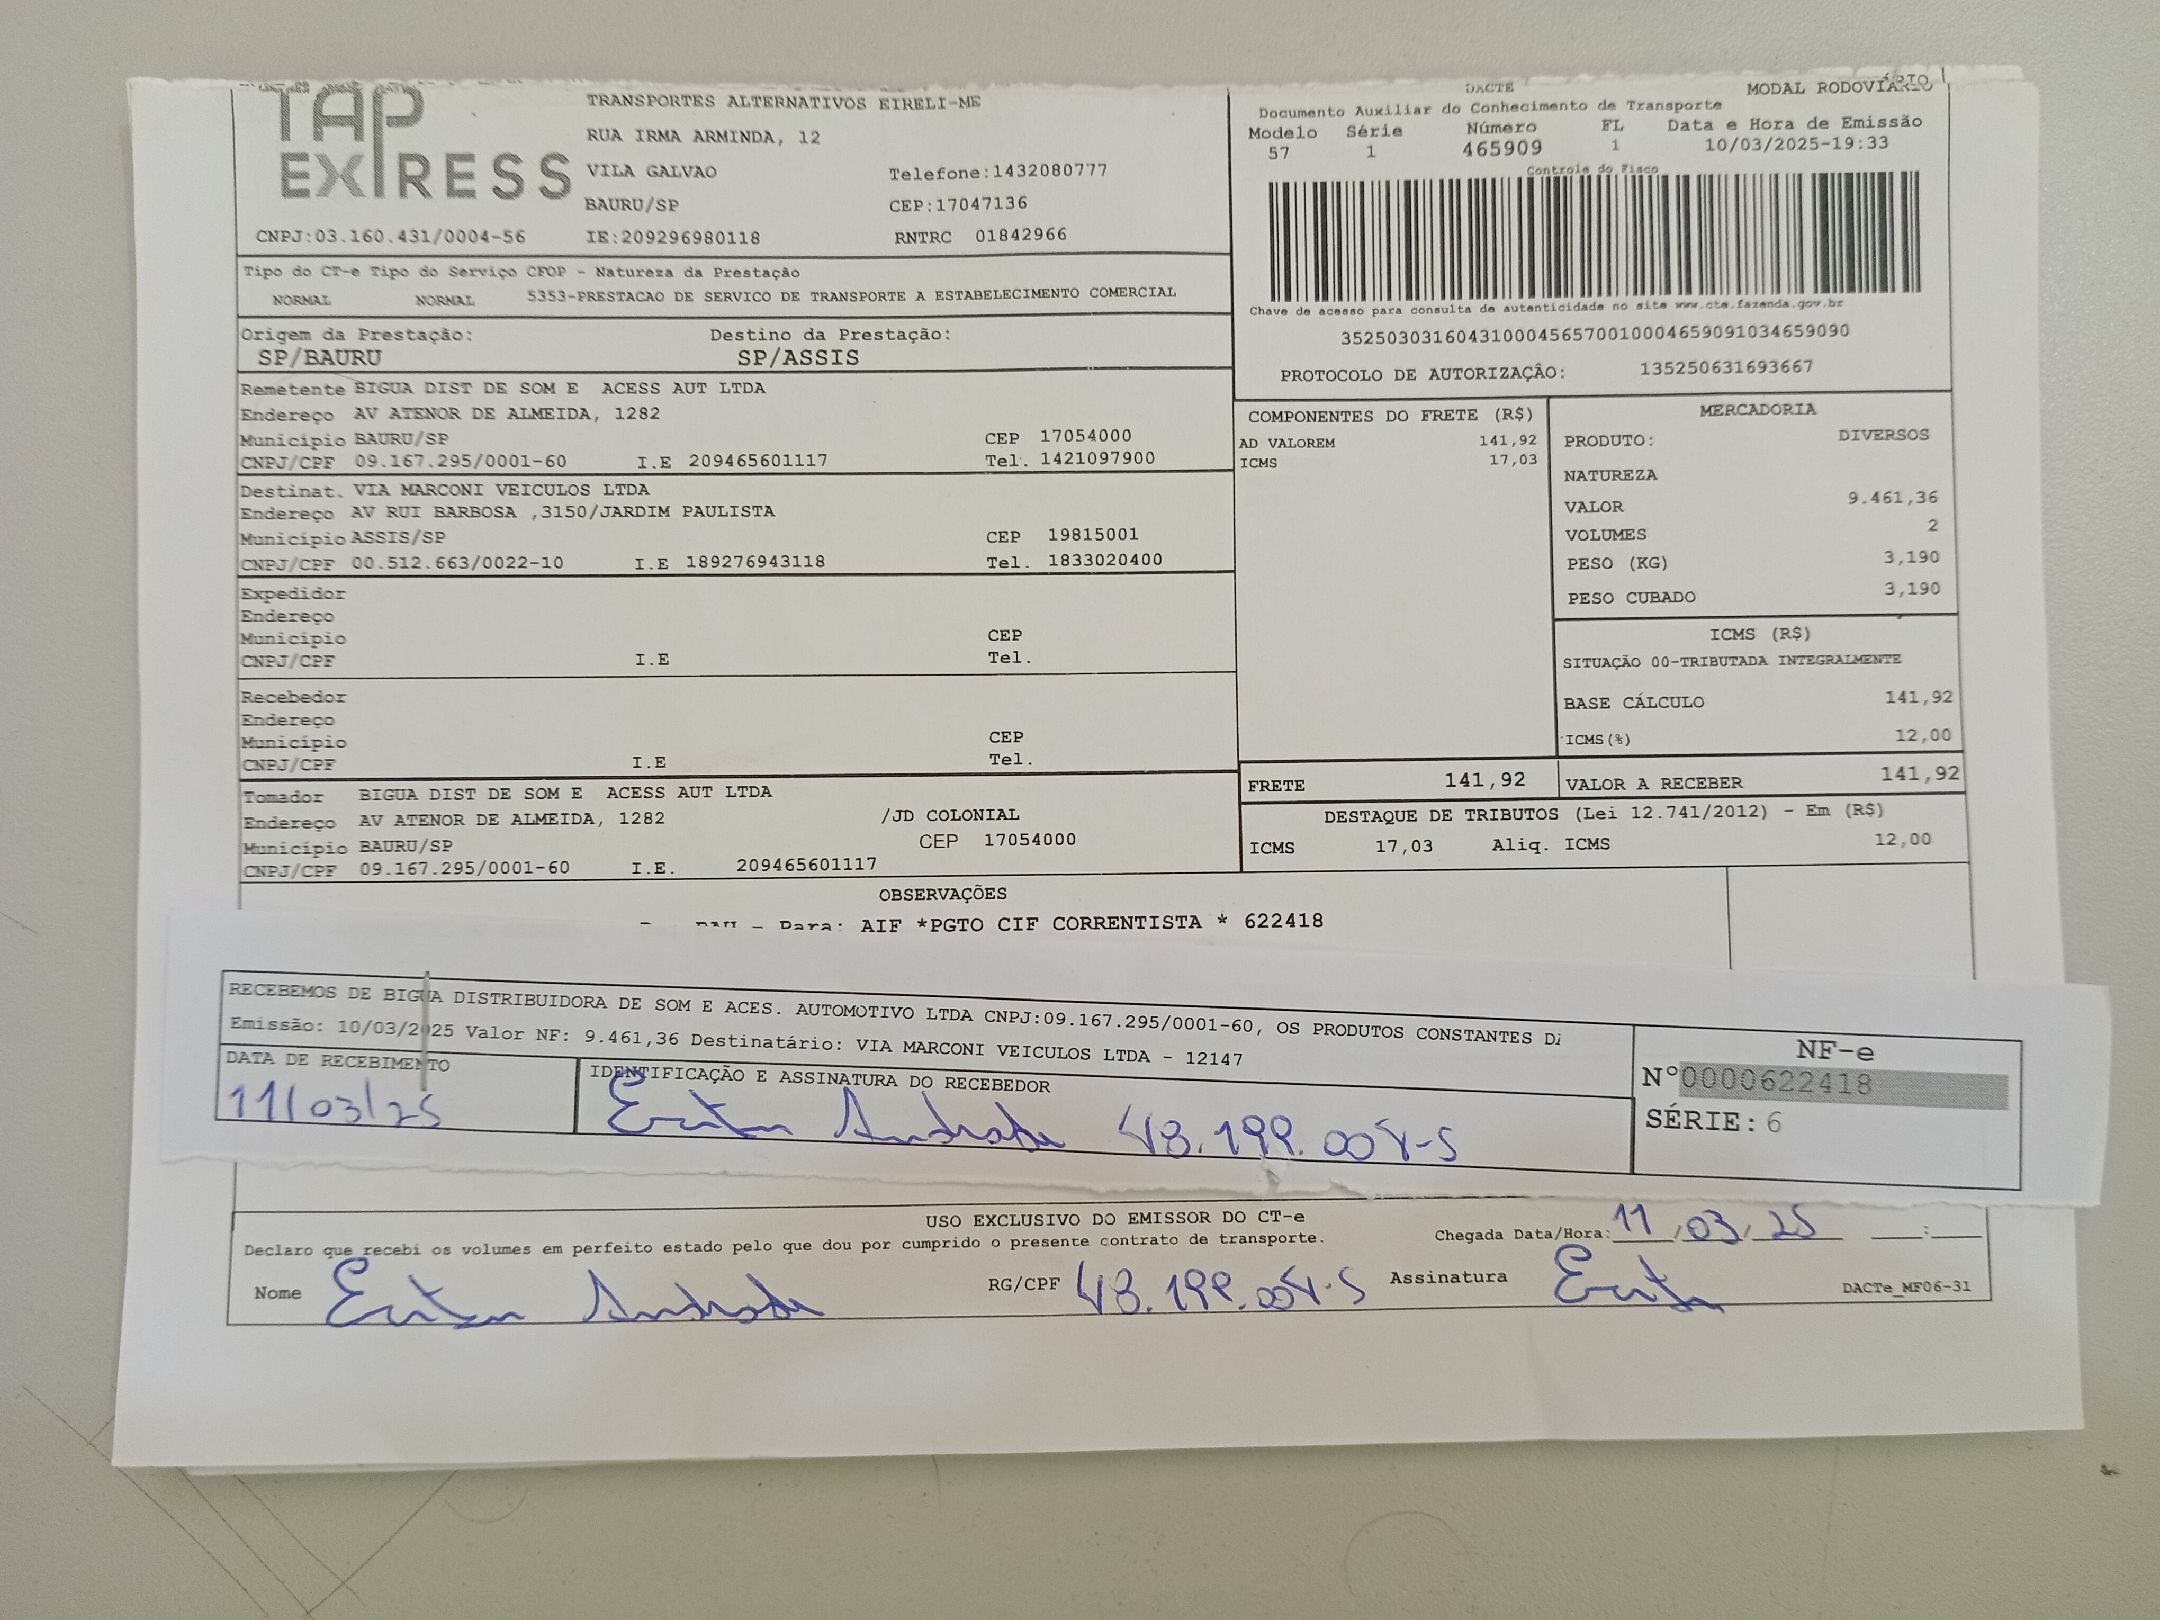 TAP
EXPRESS
TRANSPORTES ALTERNATIVOS EIRELI-ME
RUA IRMA ARMINDA, 12
VILA GALVAO Telefone:1432080777
BAURU/SP CEP:17047136
CNPJ:03.160.431/0004-56 IE:209296980118 RNTRC 01842966
DACTE MODAL RODOVIÁRIO
Documento Auxiliar do Conhecimento de Transporte
Modelo Série Número FL Data e Hora de Emissão
57 1 465909 1 10/03/2025-19:33
Controle do Fisco
Chave de acesso para consulta de autenticidade no site www.cte.fazenda.gov.br
35250303160431000456570010004659091034659090
PROTOCOLO DE AUTORIZAÇÃO: 135250631693667
Tipo do CT-e Tipo do Serviço CFOP - Natureza da Prestação
NORMAL NORMAL 5353-PRESTACAO DE SERVICO DE TRANSPORTE A ESTABELECIMENTO COMERCIAL
Origem da Prestação: Destino da Prestação:
SP/BAURU SP/ASSIS
Remetente BIGUA DIST DE SOM E ACESS AUT LTDA
Endereço AV ATENOR DE ALMEIDA, 1282
Município BAURU/SP CEP 17054000
CNPJ/CPF 09.167.295/0001-60 I.E 209465601117 Tel. 1421097900
Destinat. VIA MARCONI VEICULOS LTDA
Endereço AV RUI BARBOSA ,3150/JARDIM PAULISTA
Município ASSIS/SP CEP 19815001
CNPJ/CPF 00.512.663/0022-10 I.E 189276943118 Tel. 1833020400
Expedidor
Endereço
Município CEP
CNPJ/CPF I.E Tel.
Recebedor
Endereço
Município CEP
CNPJ/CPF I.E Tel.
Tomador BIGUA DIST DE SOM E ACESS AUT LTDA
Endereço AV ATENOR DE ALMEIDA, 1282 /JD COLONIAL
Município BAURU/SP CEP 17054000
CNPJ/CPF 09.167.295/0001-60 I.E. 209465601117
COMPONENTES DO FRETE (R$)
AD VALOREM 141,92
ICMS 17,03
MERCADORIA
PRODUTO: DIVERSOS
NATUREZA
VALOR 9.461,36
VOLUMES 2
PESO (KG) 3,190
PESO CUBADO 3,190
ICMS (R$)
SITUAÇÃO 00-TRIBUTADA INTEGRALMENTE
BASE CÁLCULO 141,92
ICMS(%) 12,00
FRETE 141,92 VALOR A RECEBER 141,92
DESTAQUE DE TRIBUTOS (Lei 12.741/2012) - Em (R$)
ICMS 17,03 Aliq. ICMS 12,00
OBSERVAÇÕES
- Para: AIF *PGTO CIF CORRENTISTA * 622418
RECEBEMOS DE BIGUA DISTRIBUIDORA DE SOM E ACES. AUTOMOTIVO LTDA CNPJ:09.167.295/0001-60, OS PRODUTOS CONSTANTES
Emissão: 10/03/2025 Valor NF: 9.461,36 Destinatário: VIA MARCONI VEICULOS LTDA - 12147
DATA DE RECEBIMENTO IDENTIFICAÇÃO E ASSINATURA DO RECEBEDOR
11/03/25 Andrade
NF-e
N°0000622418
SÉRIE: 6
USO EXCLUSIVO DO EMISSOR DO CT-e
Declaro que recebi os volumes em perfeito estado pelo que dou por cumprido o presente contrato de transporte.
Chegada Data/Hora: 11/03/25 :
Nome Andrade RG/CPF Assinatura
DACTe_MF06-31